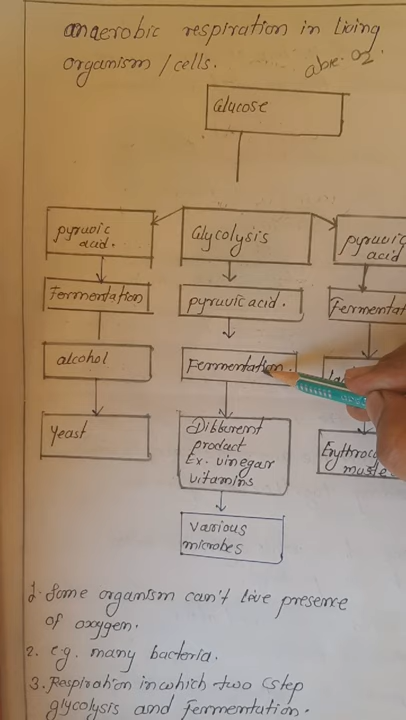 anaerobic respiration in living
organism/cells.
Glucose
pyruvic
acid.
Fermentation
alcohol
Yeast
Glycolysis
pyruvic acid.
Fermentation.
Different
product
Ex. vinegar
vitamins
various
microbes
pyruvic
acid
Fermentat
Erythroc
muscle
1. Some organism can't live presence
of oxygen.
2. e.g. many bacteria.
3. Respiration in which two (step
glycolysis and Fermentation.